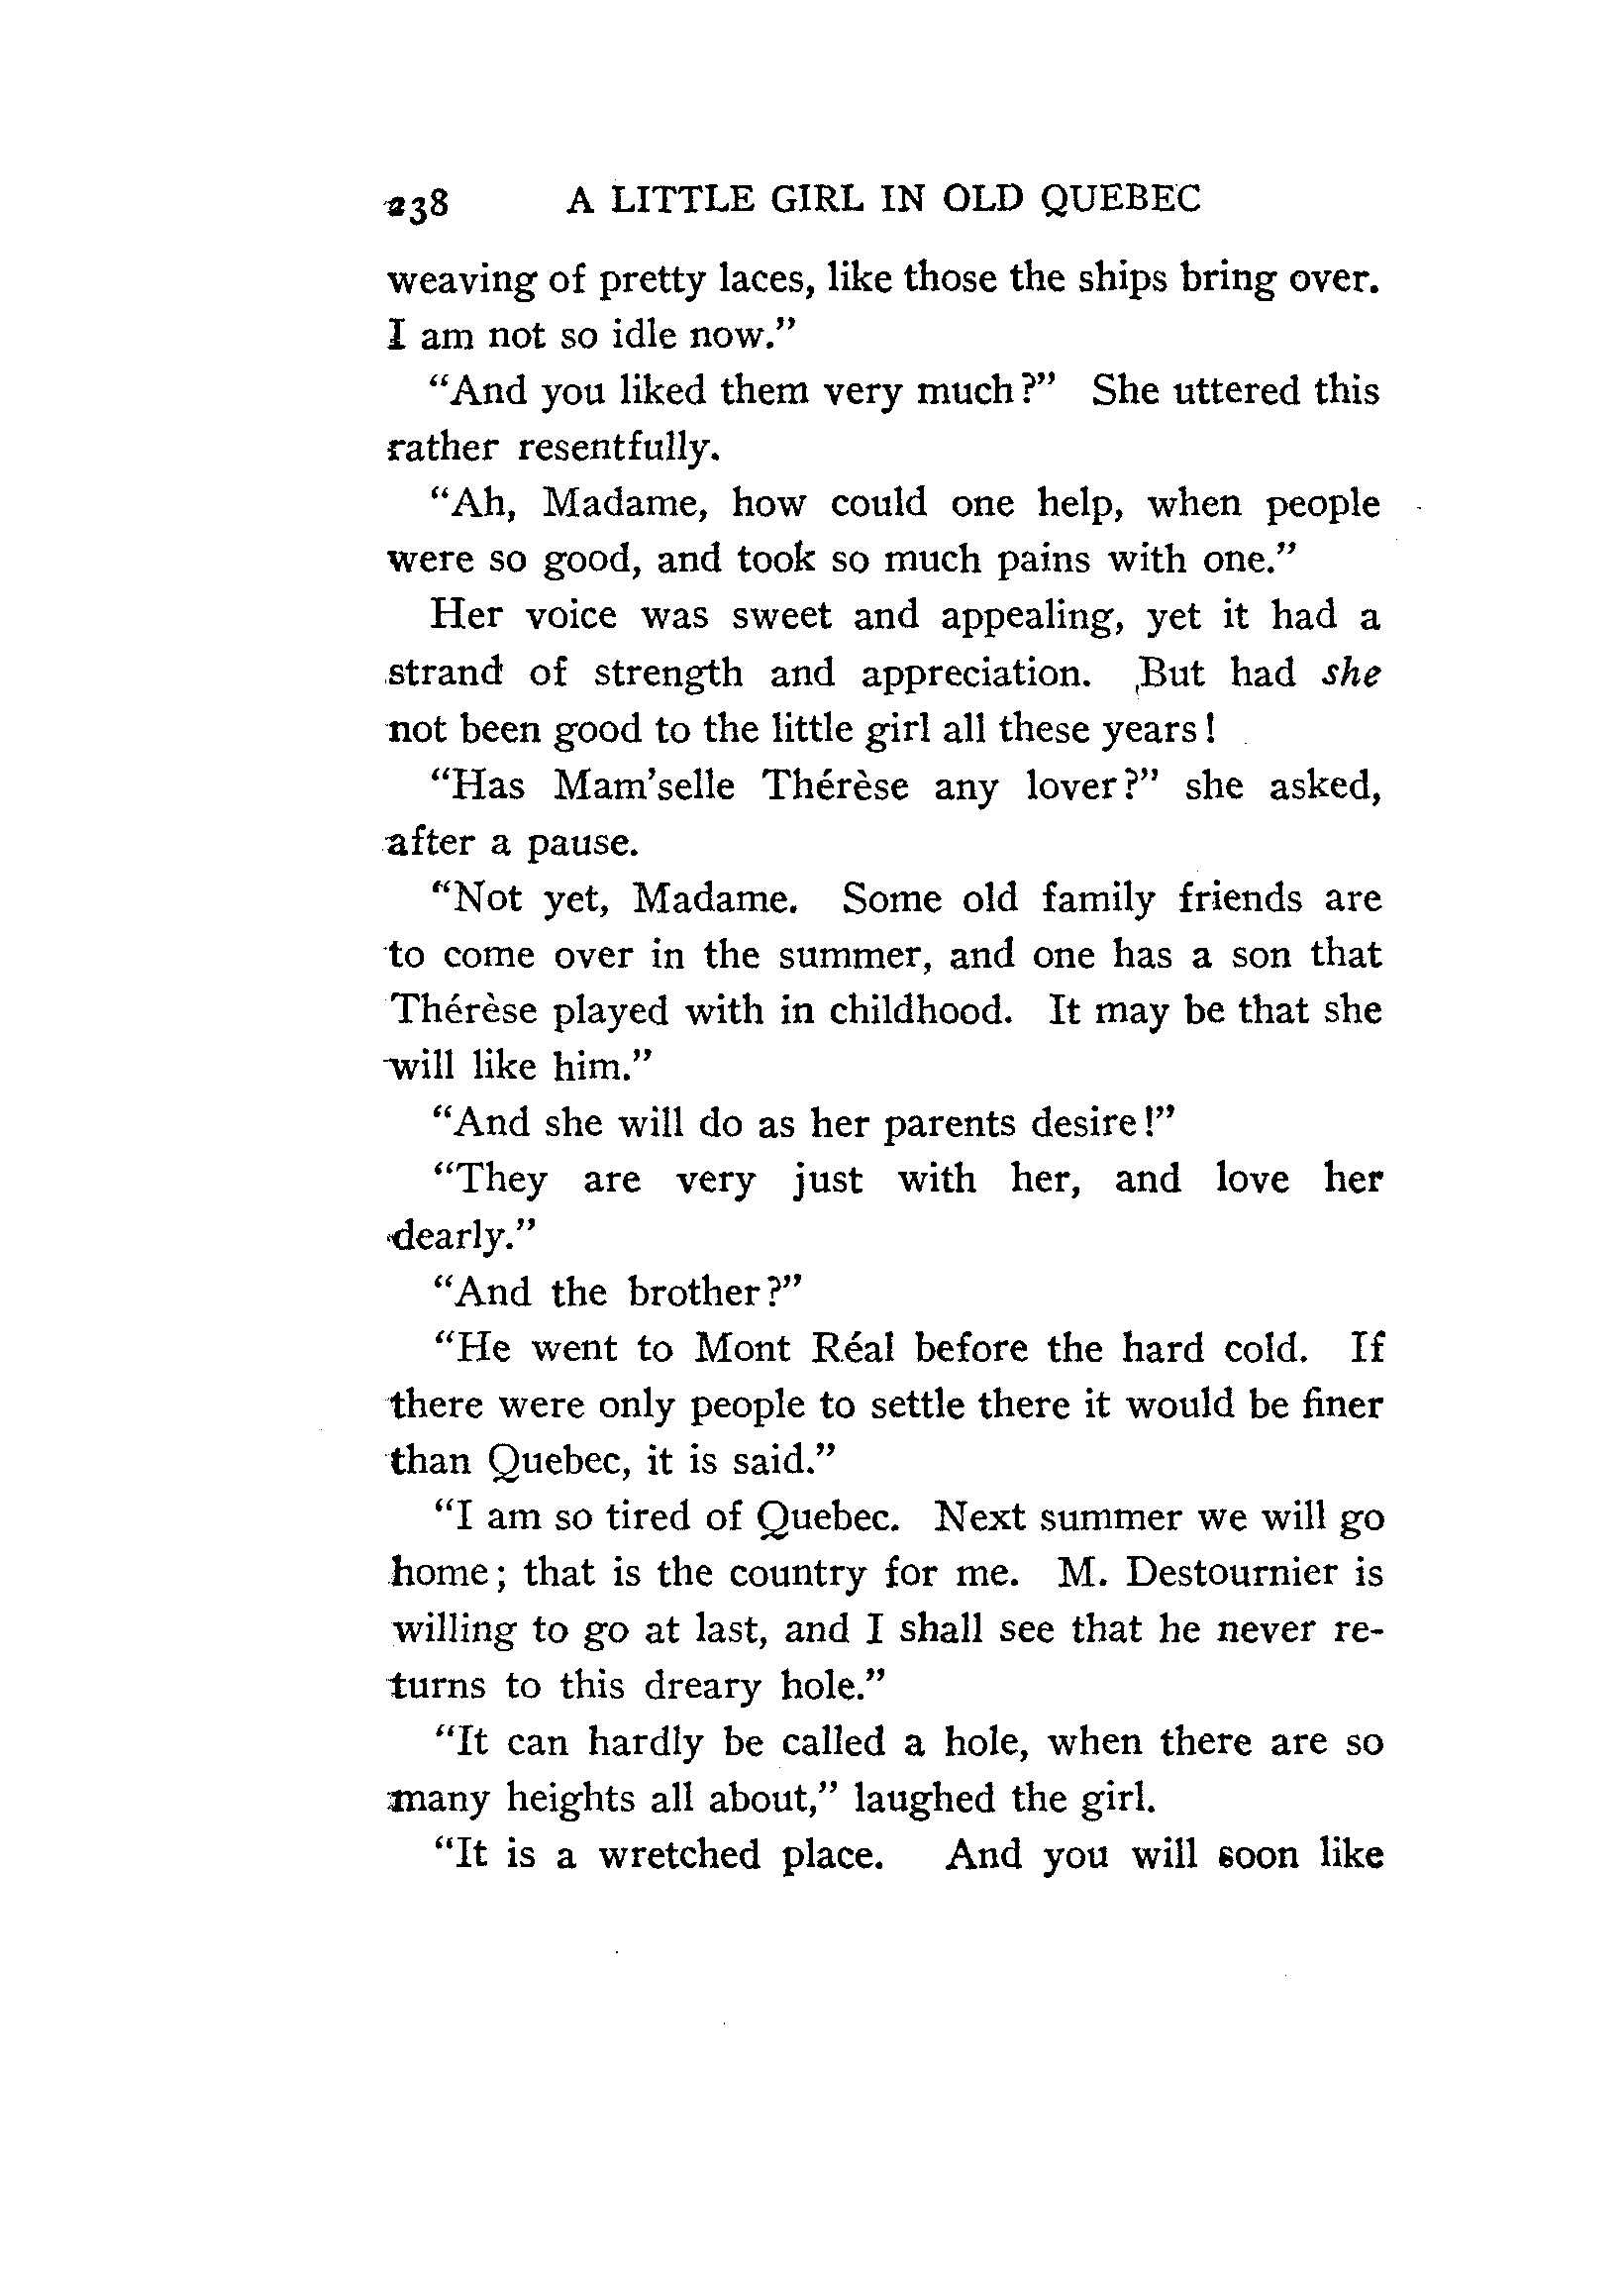 238 A LITTLE GIRL IN OLD QUEBEC
weaving of pretty laces, like those the ships bring over.
I am not so idle now."
"And you liked them very much?" She uttered this
rather resentfully.
"Ah, Madame, how could one help, when people
were so good, and took so much pains with one."
Her voice was sweet and appealing, yet it had a
strand of strength and appreciation. But had she
not been good to the little girl all these years!
"Has Mam'selle Thérèse any lover?" she asked,
after a pause.
"Not yet, Madame. Some old family friends are
to come over in the summer, and one has a son that
Thérèse played with in childhood. It may be that she
will like him."
"And she will do as her parents desire!"
"They are very just with her, and love her
dearly."
"And the brother?"
"He went to Mont Réal before the hard cold. If
there were only people to settle there it would be finer
than Quebec, it is said."
"I am so tired of Quebec. Next summer we will go
home; that is the country for me. M. Destournier is
willing to go at last, and I shall see that he never re-
turns to this dreary hole."
"It can hardly be called a hole, when there are so
many heights all about," laughed the girl.
"It is a wretched place. And you will soon like